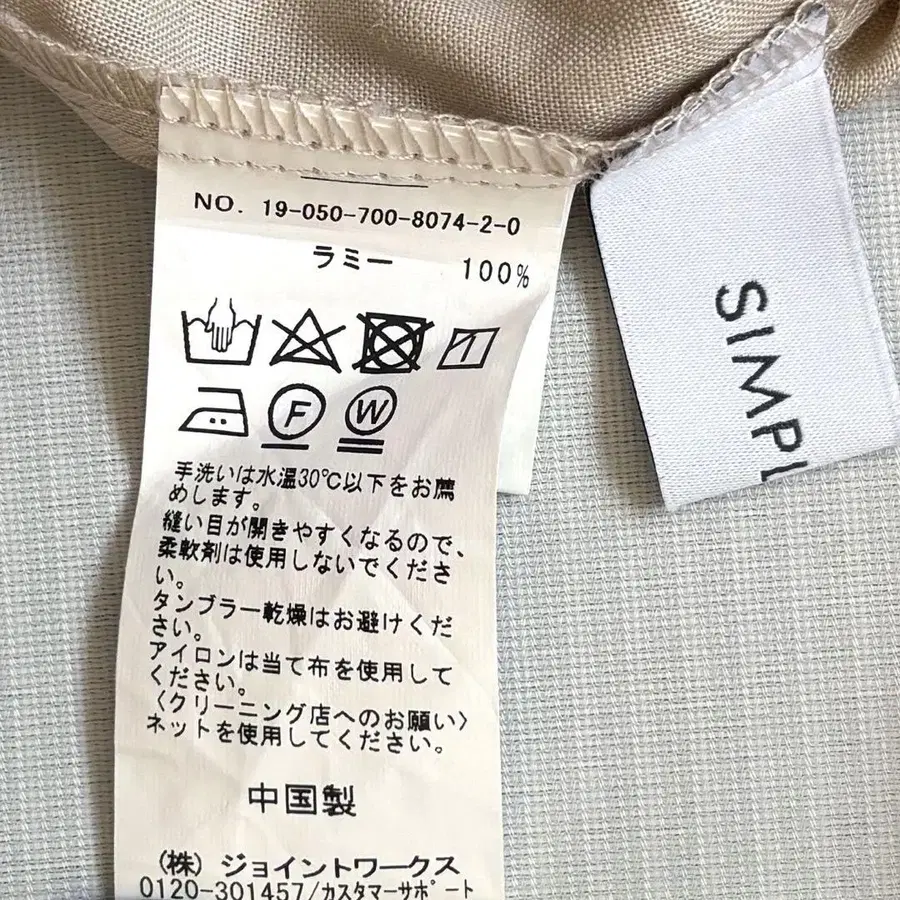 NO. 19-050-700-8074-2-0
ラミー 100%
F W
手洗いは水温30℃以下をお薦
めします。
縫い目が開きやすくなるので、
柔軟剤は使用しないでくださ
い。
タンブラー乾燥はお避けくだ
さい。
アイロンは当て布を使用して
ください。
〈クリーニング店へのお願い〉
ネットを使用してください。
中国製
(株) ジョイントワークス
0120-301457/カスタマーサポート
SIMPL